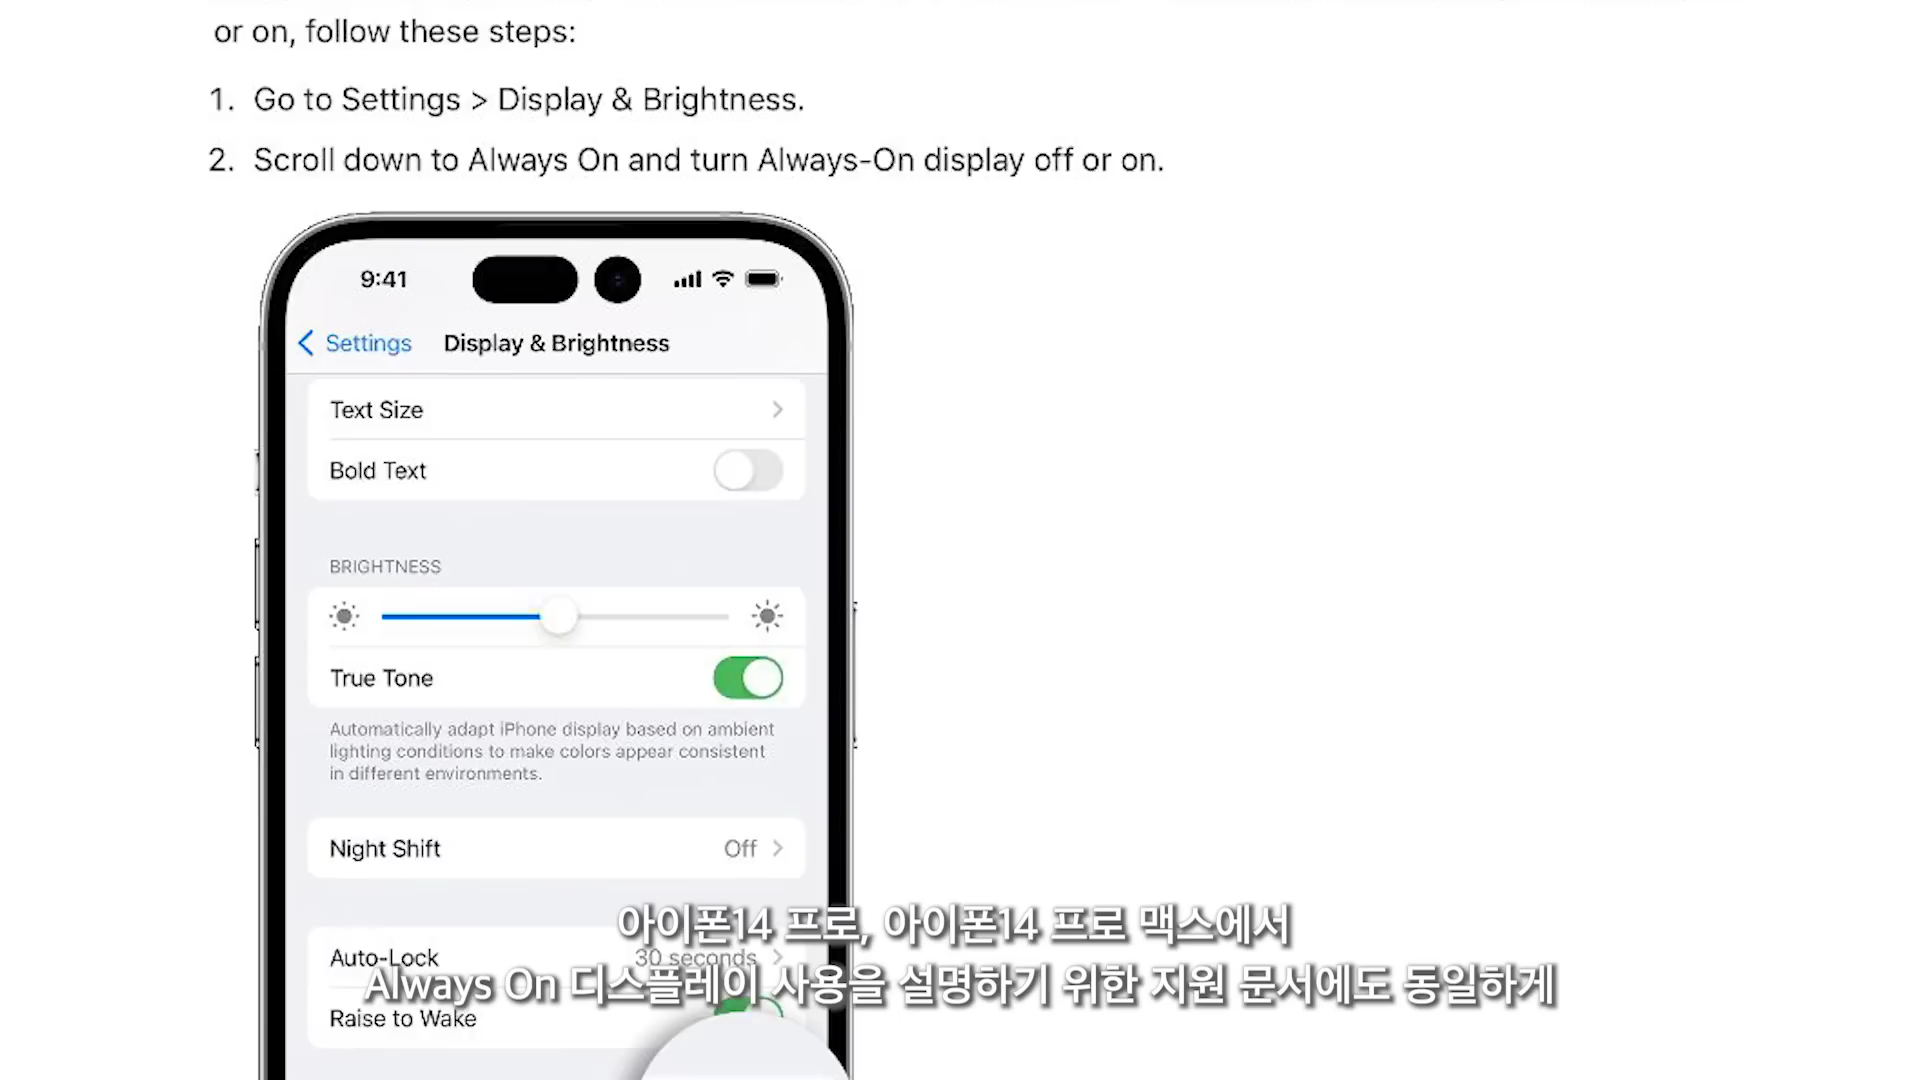 or on, follow these steps:
1. Go to Settings > Display & Brightness.
2. Scroll down to Always On and turn Always-On display off or on.
9:41
Settings Display & Brightness
Text Size
Bold Text
BRIGHTNESS
True Tone
Automatically adapt iPhone display based on ambient
lighting conditions to make colors appear consistent
in different environments.
Night Shift Off
Auto-Lock 30 seconds
Raise to Wake
아이폰14 프로, 아이폰14 프로 맥스에서
Always On 디스플레이 사용을 설명하기 위한 지원 문서에도 동일하게